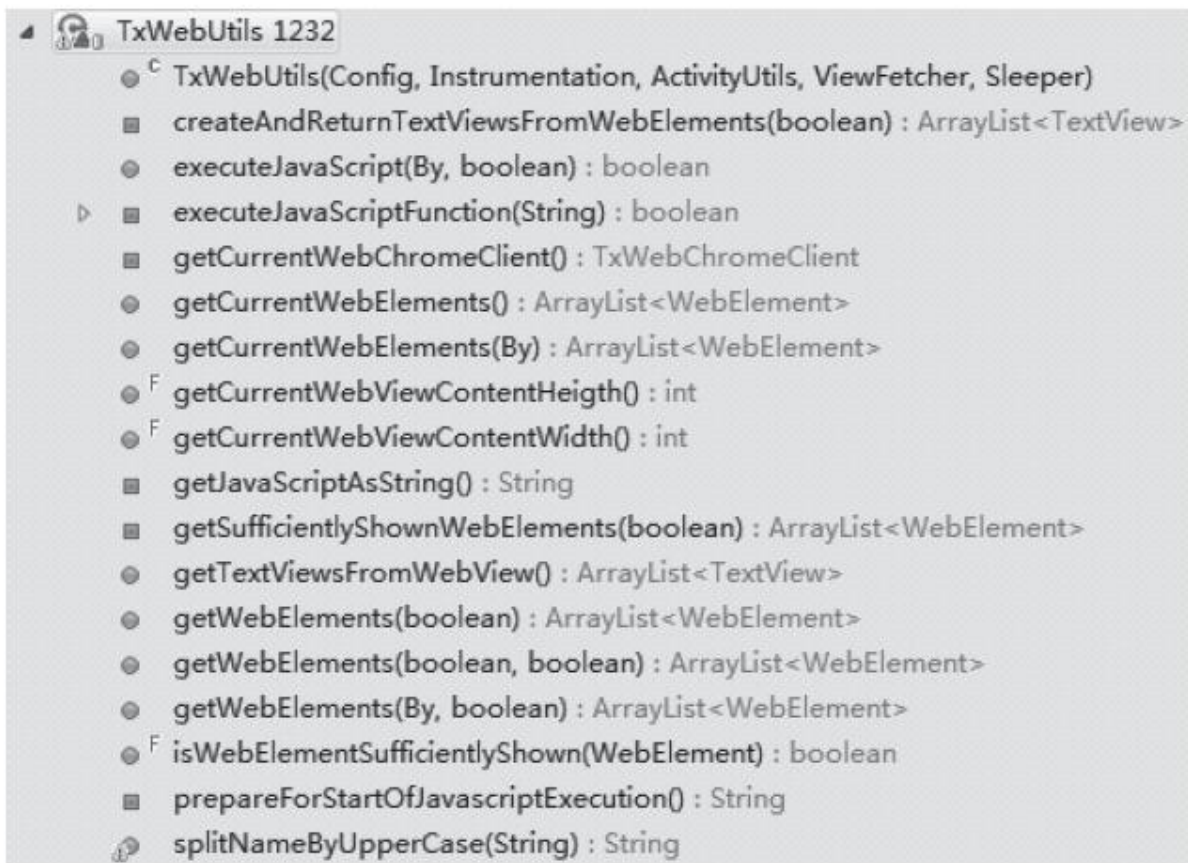 TxWebUtils 1232
C TxWebUtils(Config, Instrumentation, ActivityUtils, ViewFetcher, Sleeper)
createAndReturnTextViewsFromWebElements(boolean) : ArrayList<TextView>
executeJavaScript(By, boolean) : boolean
executeJavaScriptFunction(String) : boolean
getCurrentWebChromeClient() : TxWebChromeClient
getCurrentWebElements() : ArrayList<WebElement>
getCurrentWebElements(By) : ArrayList<WebElement>
F getCurrentWebViewContentHeigth() : int
F getCurrentWebViewContentWidth() : int
getJavaScriptAsString() : String
getSufficientlyShownWebElements(boolean) : ArrayList<WebElement>
getTextViewsFromWebView() : ArrayList<TextView>
getWebElements(boolean) : ArrayList<WebElement>
getWebElements(boolean, boolean) : ArrayList<WebElement>
getWebElements(By, boolean) : ArrayList<WebElement>
F isWebElementSufficientlyShown(WebElement) : boolean
prepareForStartOfJavascriptExecution() : String
splitNameByUpperCase(String) : String